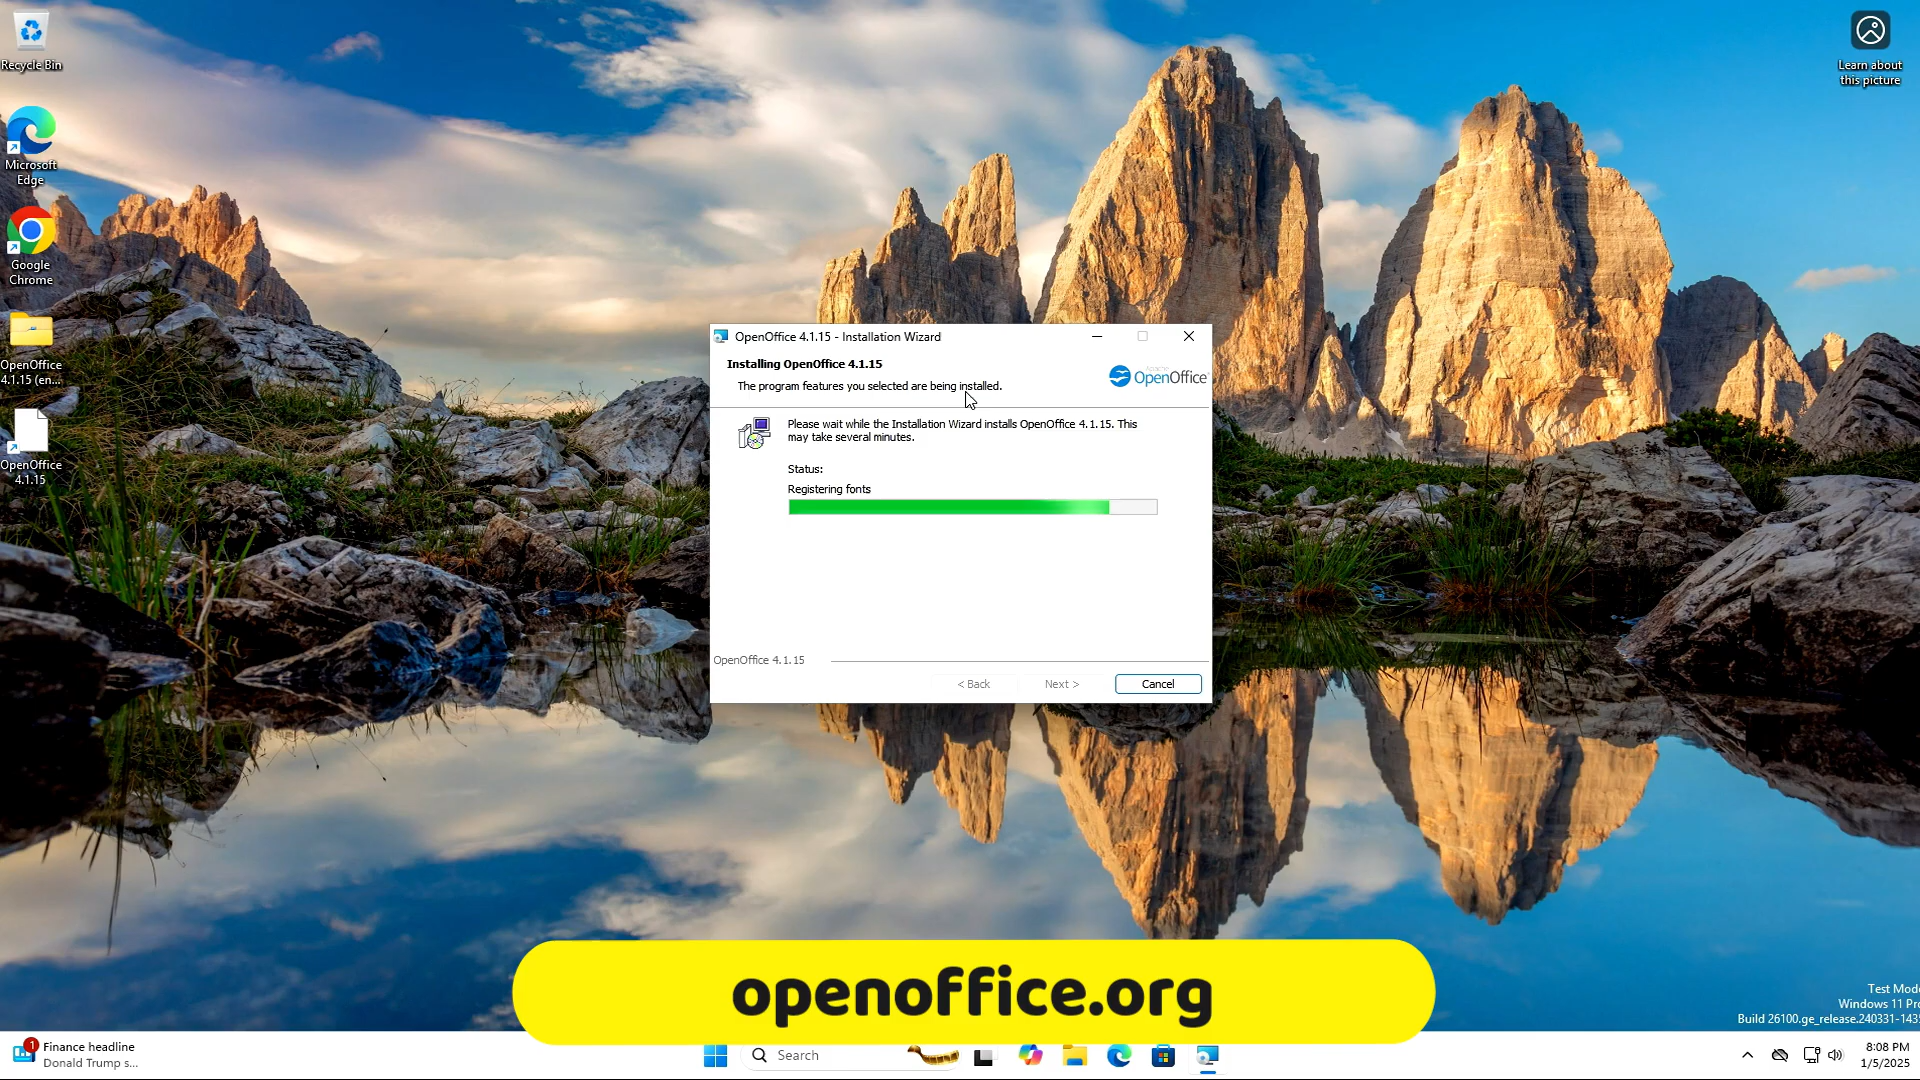 Recycle Bin
Microsoft
Edge
Google
Chrome
OpenOffice
4.1.15 (en...
OpenOffice
4.1.15
Learn about
this picture
OpenOffice 4.1.15 - Installation Wizard
Installing OpenOffice 4.1.15
The program features you selected are being installed.
OpenOffice
Please wait while the Installation Wizard installs OpenOffice 4.1.15. This
may take several minutes.
Status:
Registering fonts
OpenOffice 4.1.15
< Back
Next >
Cancel
openoffice.org
Test Mode
Windows 11 Pro
Build 26100.ge_release.240331-1435
1
Finance headline
Donald Trump s...
Search
8:08 PM
1/5/2025